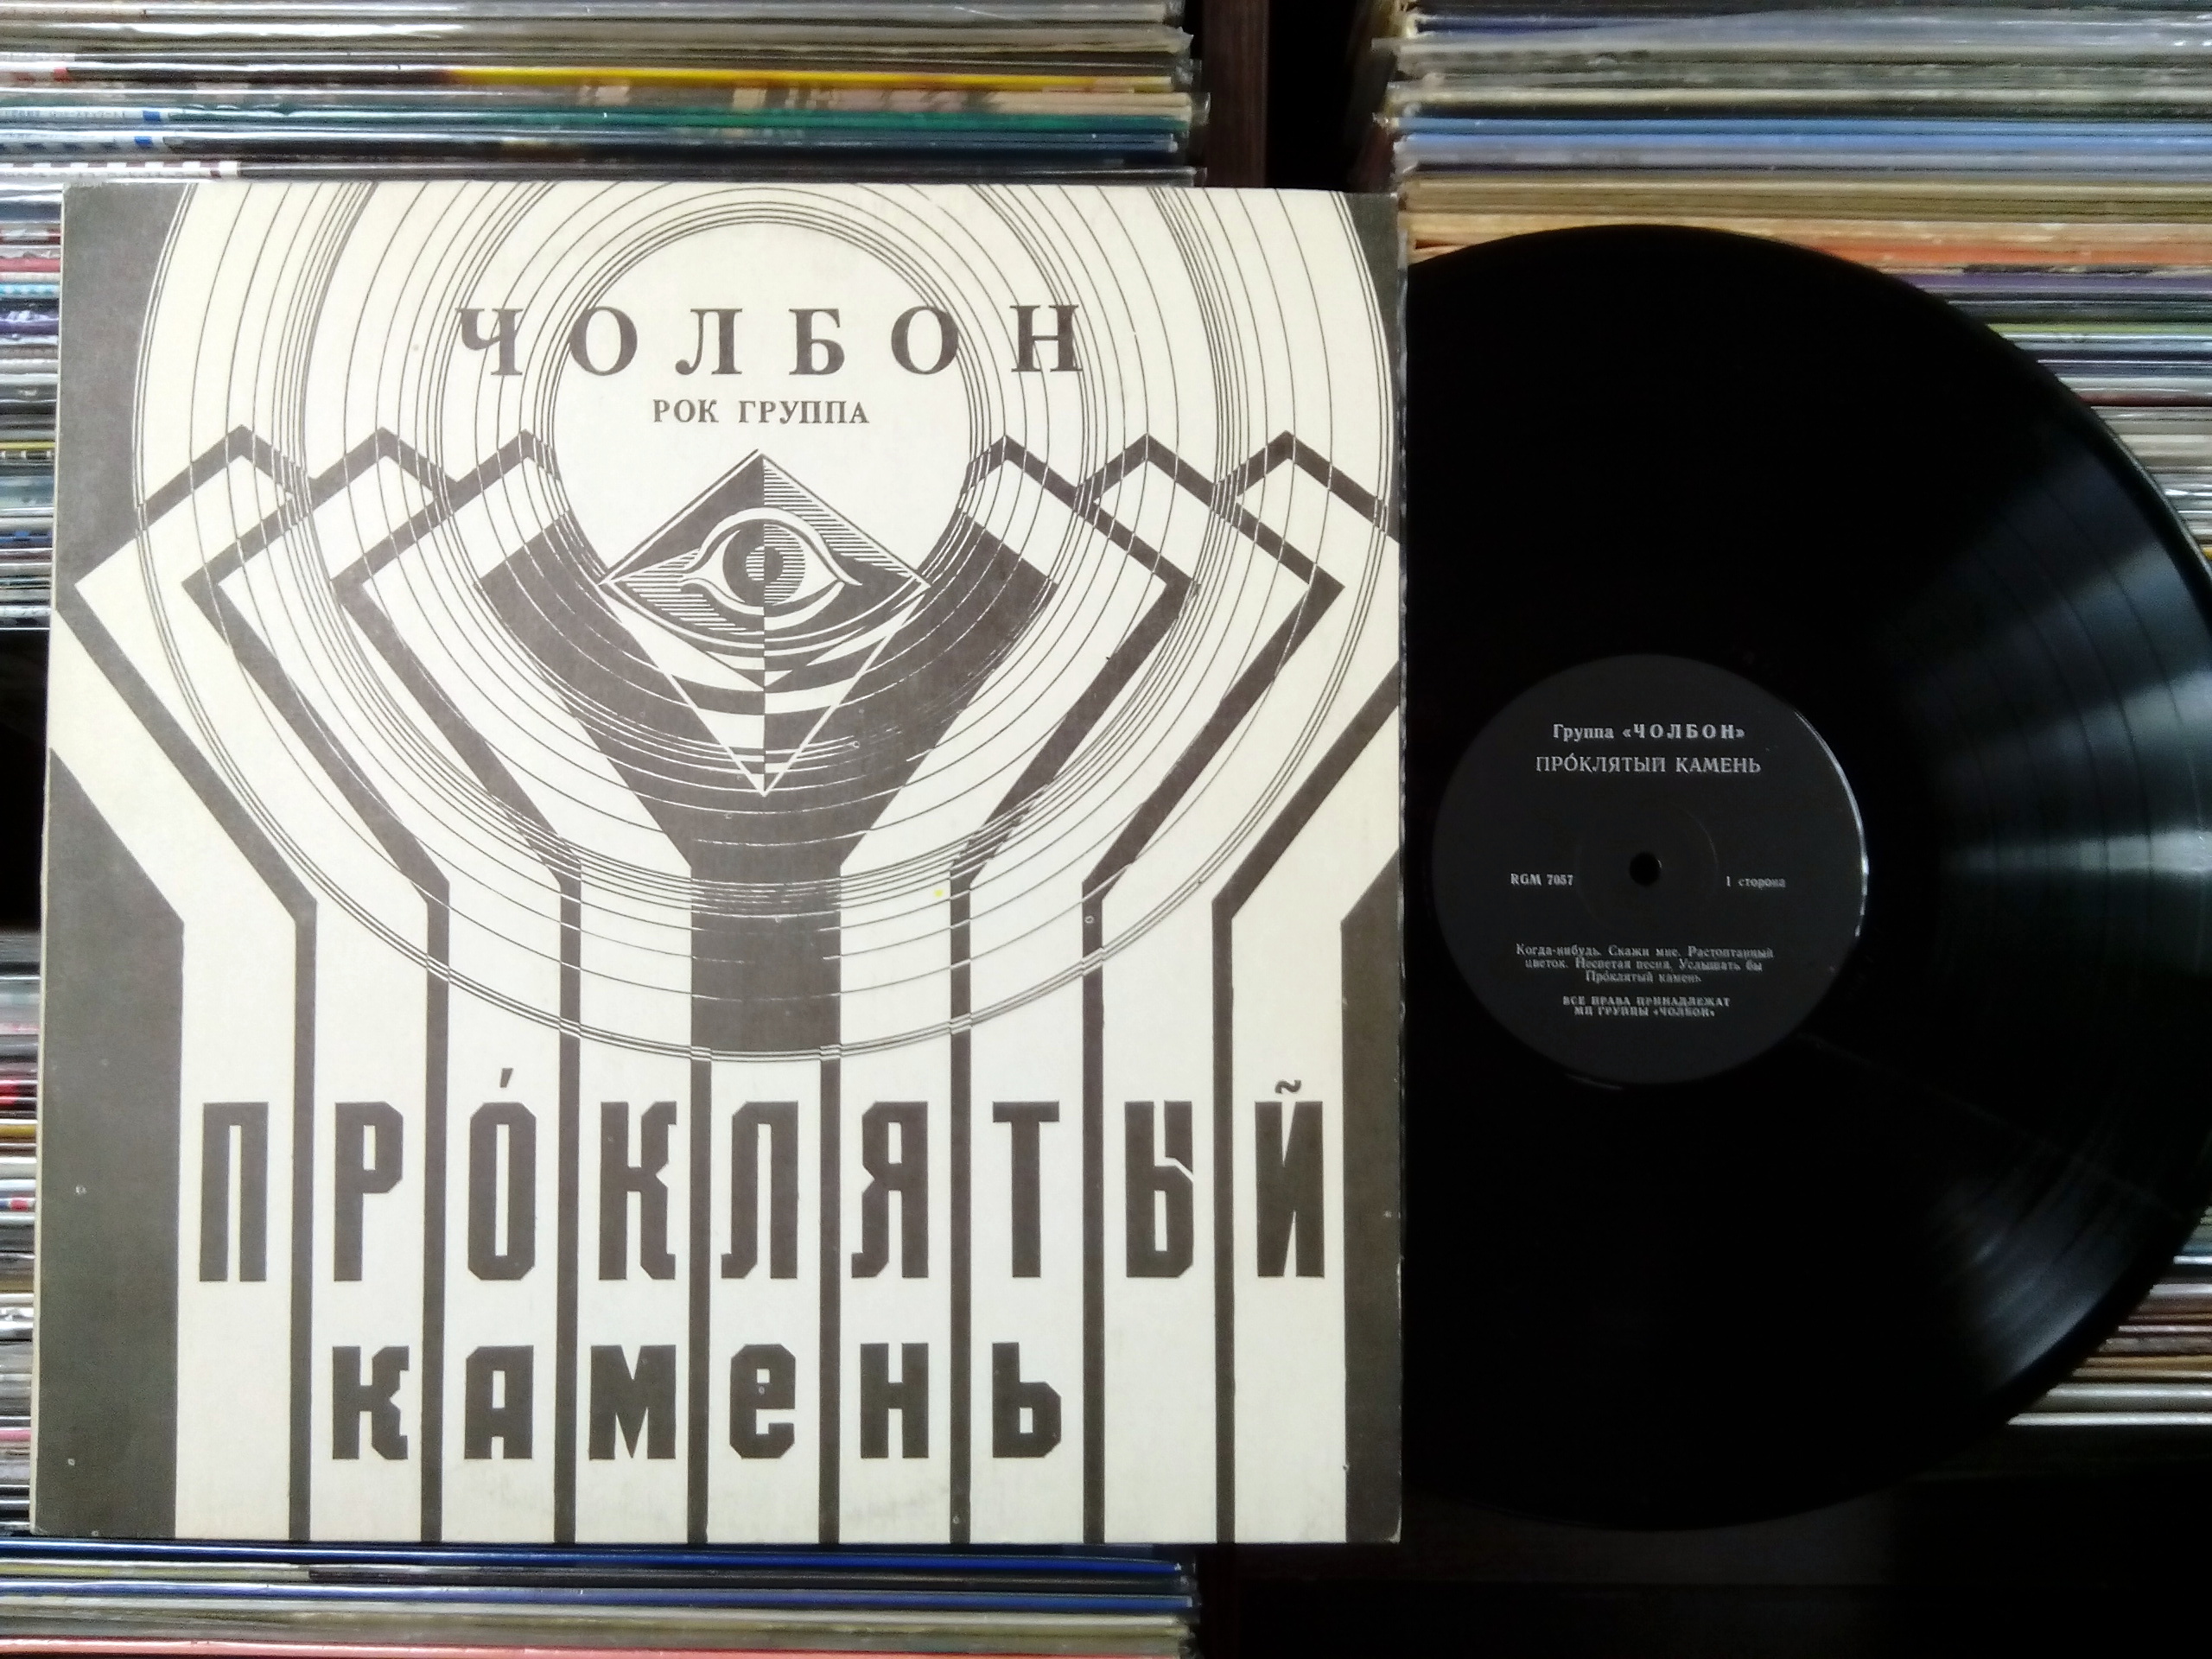 ЧОЛБОН
РОК ГРУППА
ПРО́КЛЯТЫЙ
КАМЕНЬ
Группа «ЧОЛБОН»
ПРО́КЛЯТЫЙ КАМЕНЬ
RGM 7057
1 сторона
Когда-нибудь. Скажи мне. Растоптанный
цветок. Неспетая песня. Услышать бы
Про́клятый камень
ВСЕ ПРАВА ПРИНАДЛЕЖАТ
МП ГРУППЫ «ЧОЛБОН»